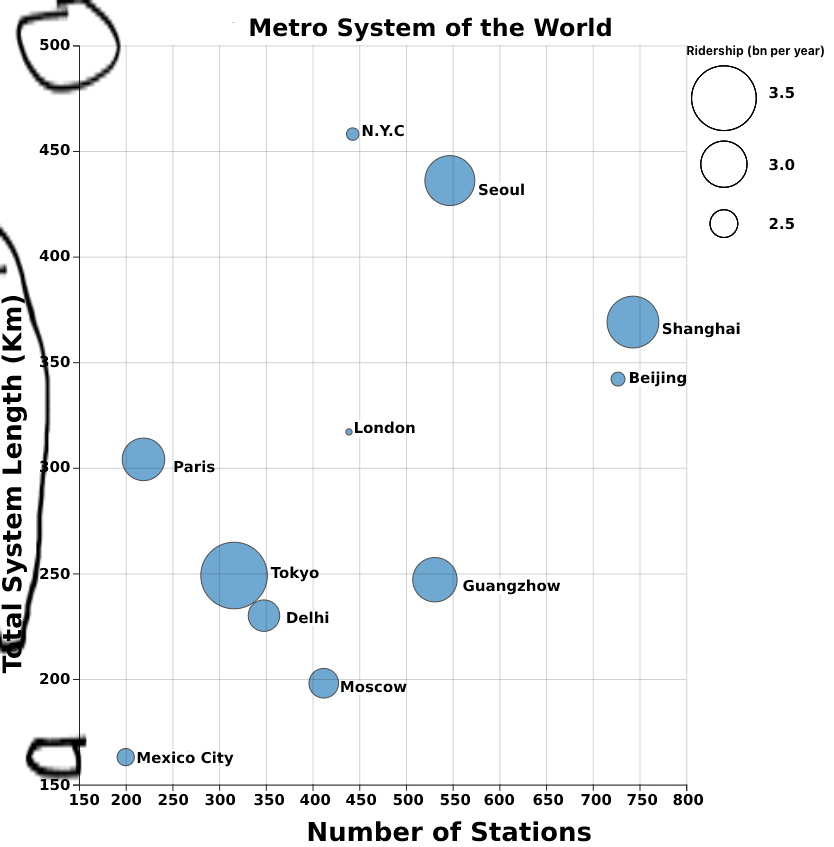 Metro System of the World
Ridership (bn per year)
3.5
3.0
2.5
500
450
400
350
300
250
200
150
Total System Length (Km)
N.Y.C
Seoul
Shanghai
Beijing
London
Paris
Tokyo
Guangzhow
Delhi
Moscow
Mexico City
150 200 250 300 350 400 450 500 550 600 650 700 750 800
Number of Stations